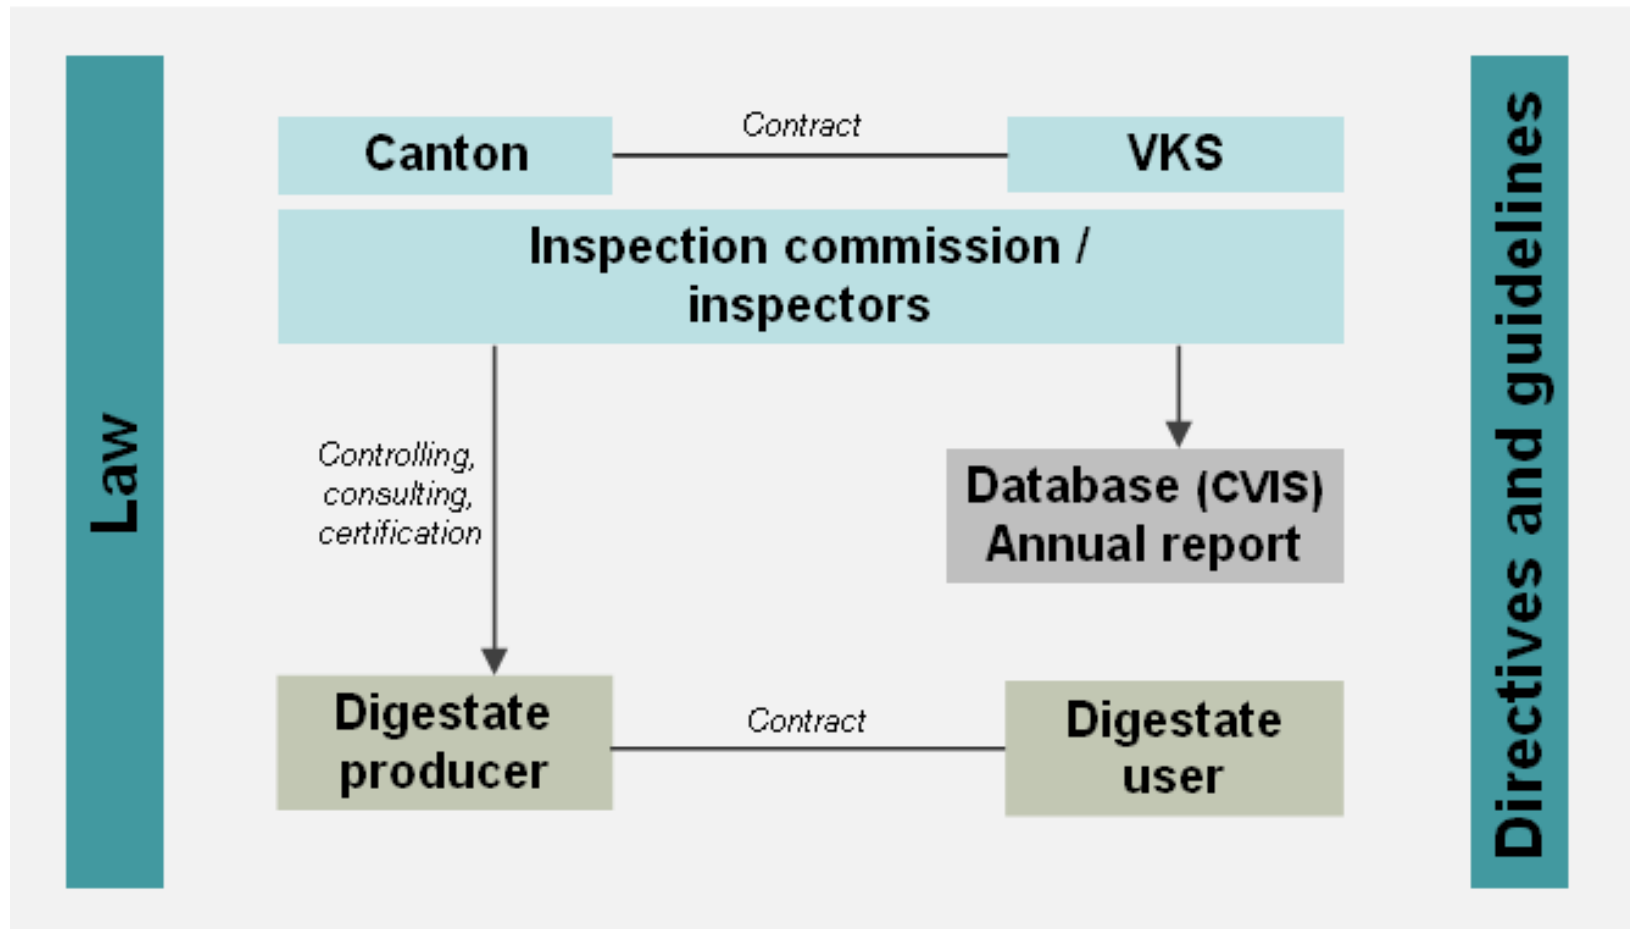 Law
Canton
Contract
VKS
Inspection commission /
inspectors
Controlling,
consulting,
certification
Database (CVIS)
Annual report
Digestate
producer
Contract
Digestate
user
Directives and guidelines